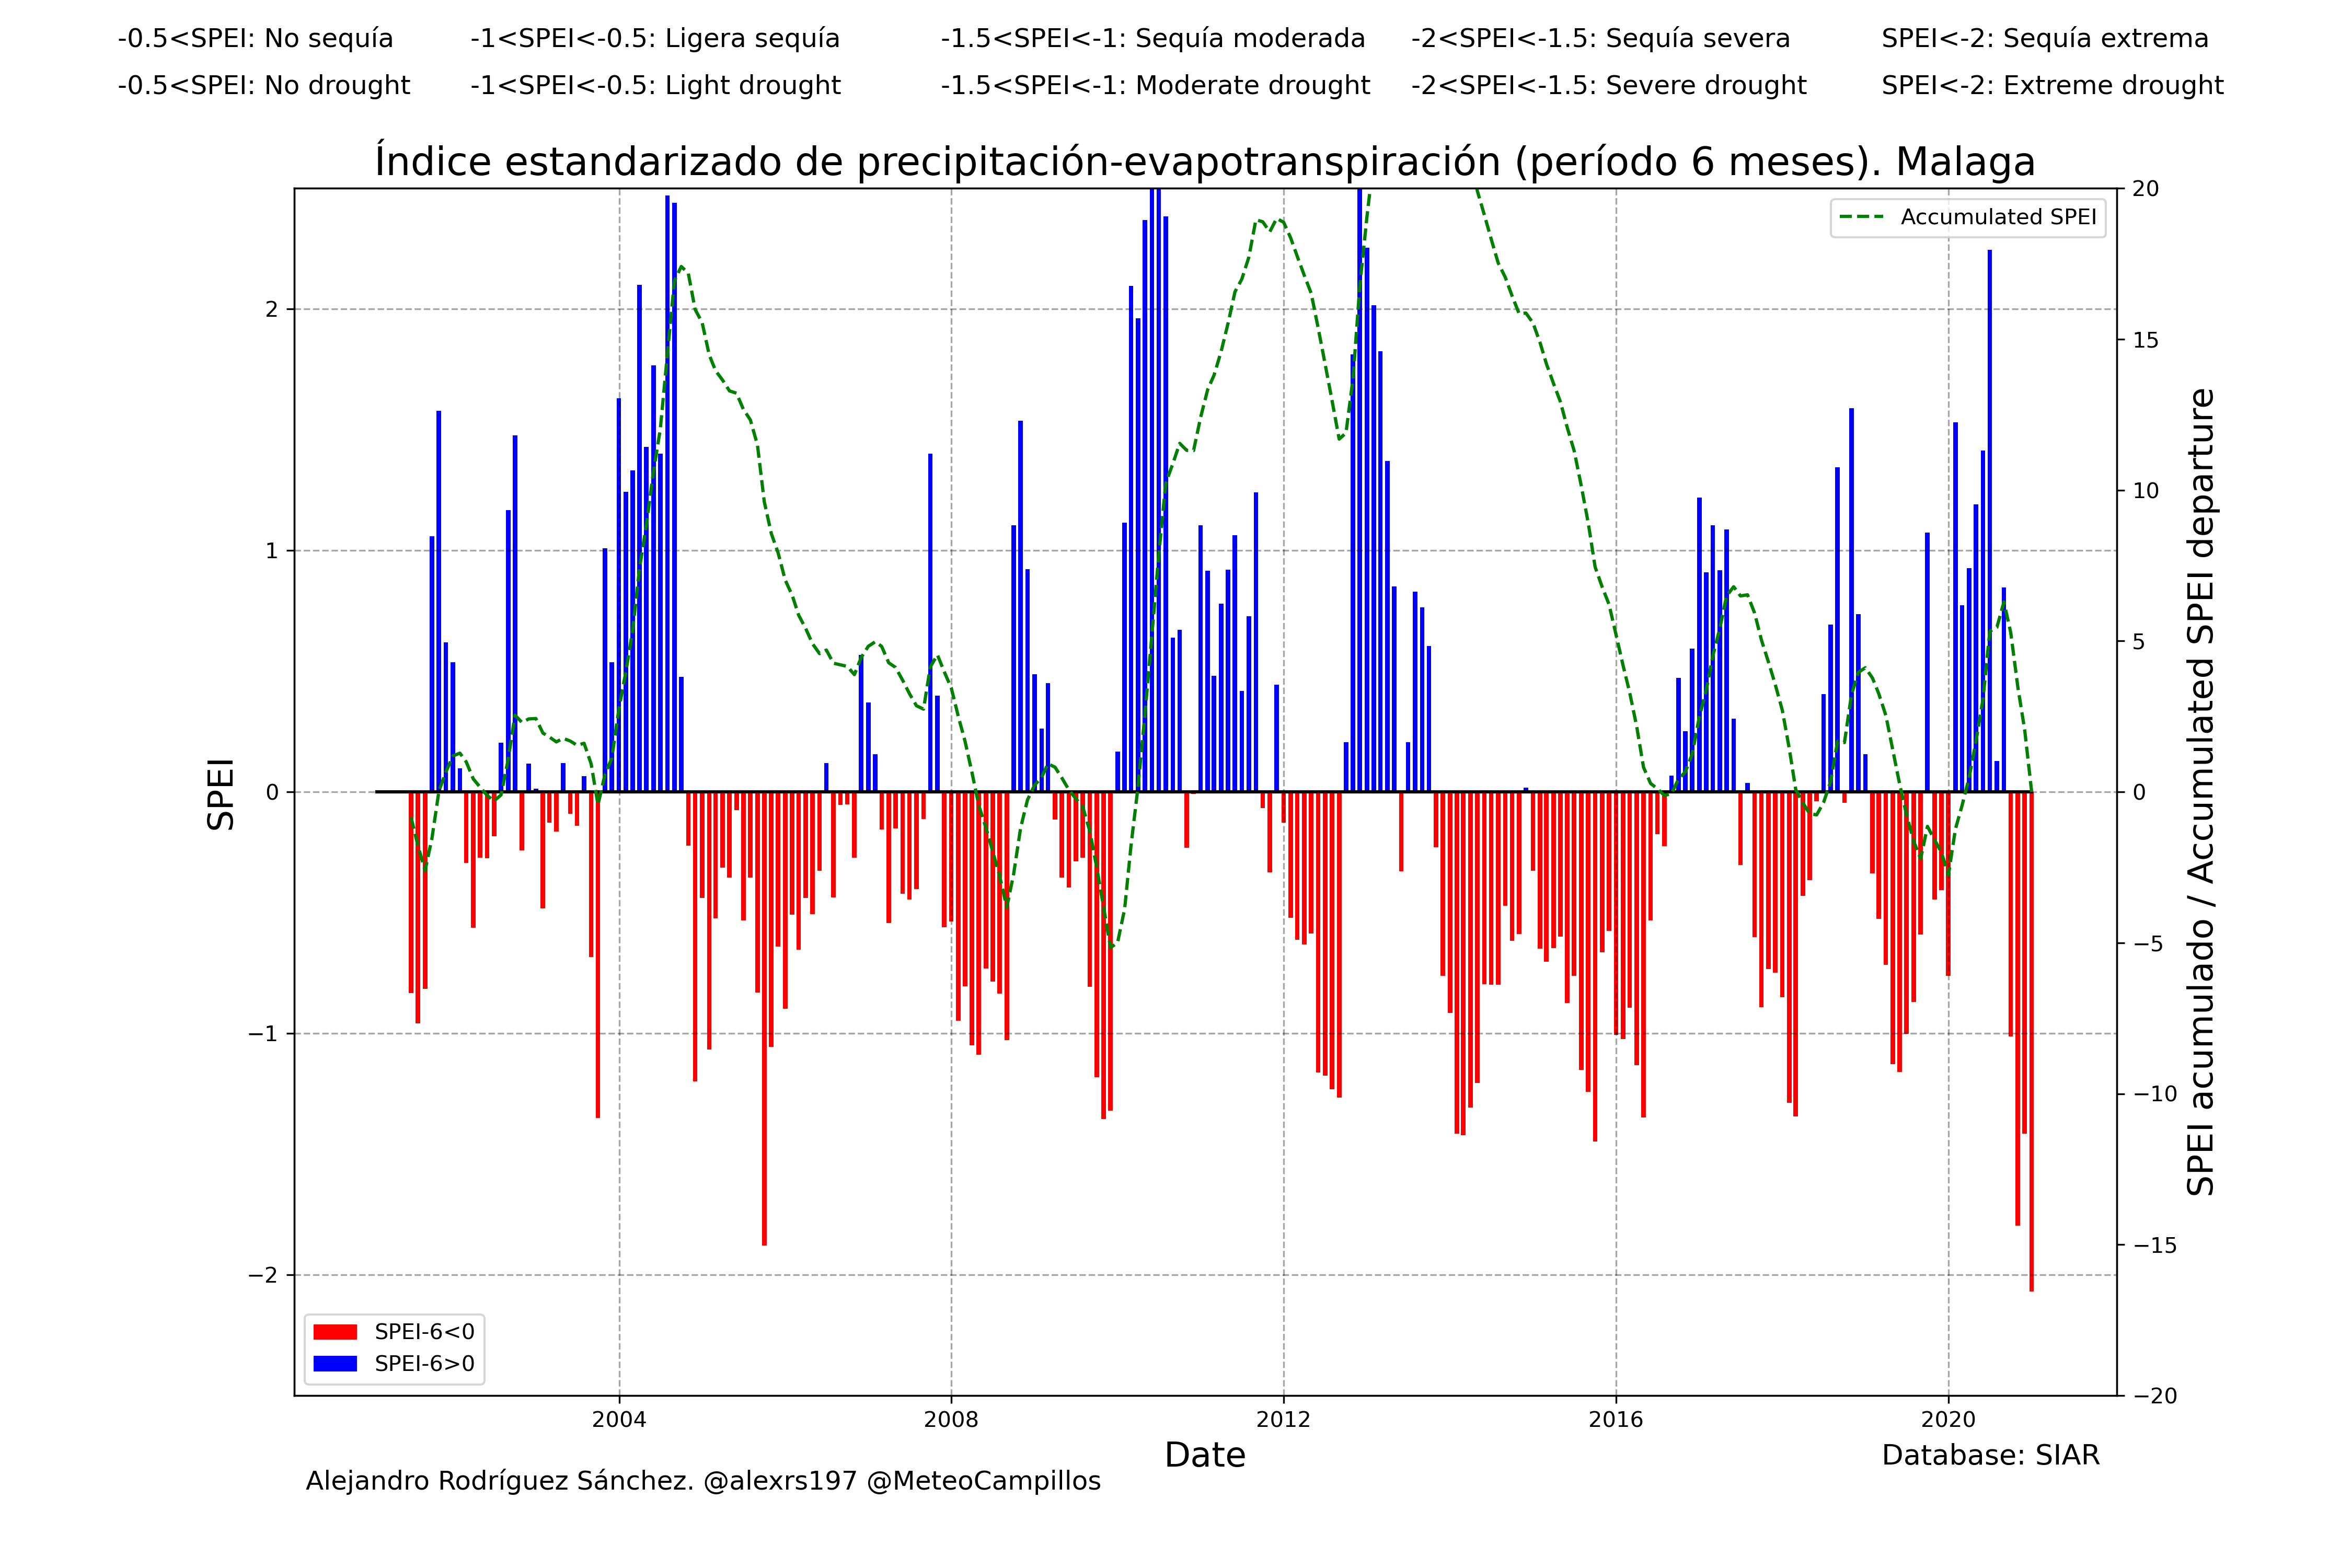 -0.5<SPEI: No sequía -1<SPEI<-0.5: Ligera sequía -1.5<SPEI<-1: Sequía moderada -2<SPEI<-1.5: Sequía severa SPEI<-2: Sequía extrema
-0.5<SPEI: No drought -1<SPEI<-0.5: Light drought -1.5<SPEI<-1: Moderate drought -2<SPEI<-1.5: Severe drought SPEI<-2: Extreme drought
Índice estandarizado de precipitación-evapotranspiración (período 6 meses). Malaga
Accumulated SPEI
SPEI
2
1
0
−1
−2
20
15
10
5
0
−5
−10
−15
−20
SPEI acumulado / Accumulated SPEI departure
SPEI-6<0
SPEI-6>0
2004 2008 2012 2016 2020
Date
Database: SIAR
Alejandro Rodríguez Sánchez. @alexrs197 @MeteoCampillos